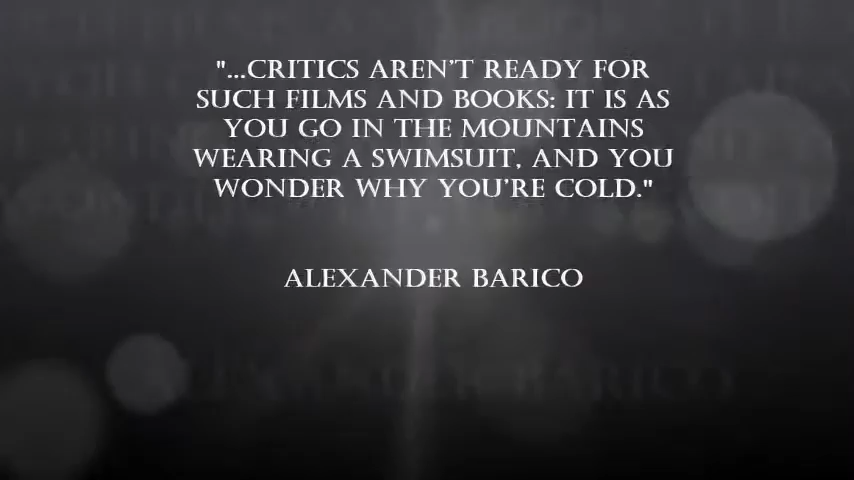 "...CRITICS AREN'T READY FOR
SUCH FILMS AND BOOKS: IT IS AS
YOU GO IN THE MOUNTAINS
WEARING A SWIMSUIT, AND YOU
WONDER WHY YOU'RE COLD."
ALEXANDER BARICO